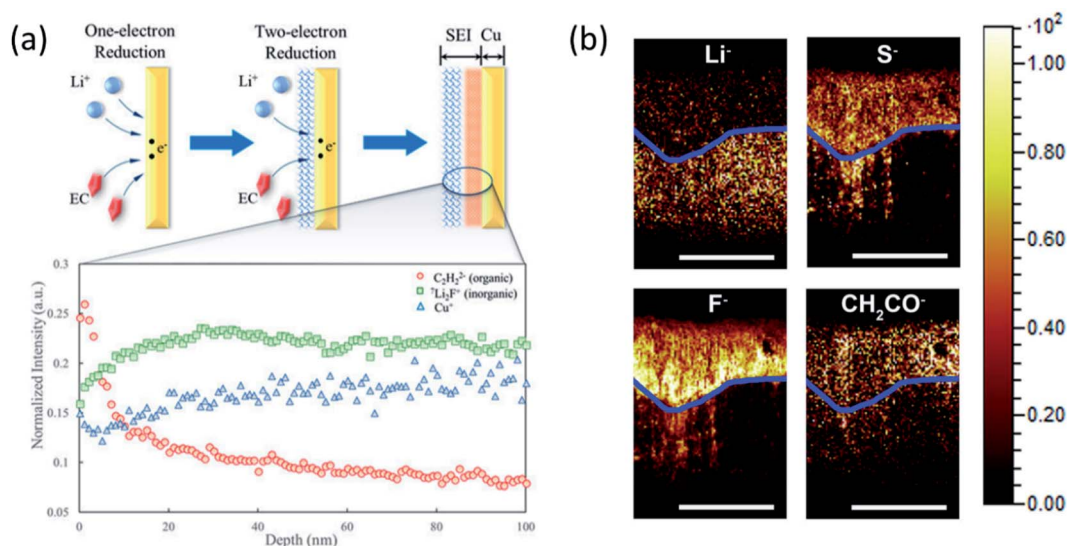 (a)
One-electron
Reduction
Two-electron
Reduction
SEI Cu
Li⁺
e⁻
EC
Li⁺
e⁻
EC
0.3
0.25
0.2
0.15
0.1
0.05
Normalized Intensity (a.u.)
C₂H₂²⁻ (organic)
⁷Li₂F⁺ (inorganic)
Cu⁺
0 20 40 60 80 100
Depth (nm)
(b)
Li⁻
S⁻
F⁻
CH₂CO⁻
·10²
1.00
0.80
0.60
0.40
0.20
0.00